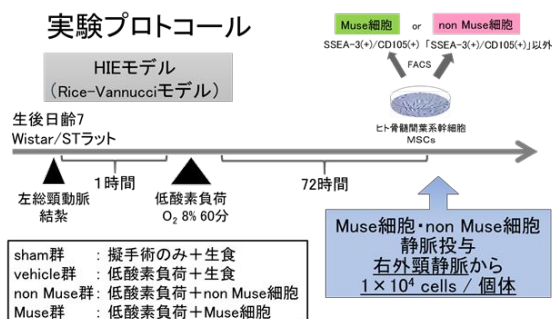 実験プロトコール
Muse細胞 or non Muse細胞
SSEA-3(+)/CD105(+) 「SSEA-3(+)/CD105(+)」以外
FACS
HIEモデル
(Rice-Vannucciモデル)
ヒト骨髄間葉系幹細胞
MSCs
生後日齢7
Wistar/STラット
1時間
72時間
左総頸動脈
結紮
低酸素負荷
O₂ 8% 60分
Muse細胞・non Muse細胞
静脈投与
右外頸静脈から
1×10⁴ cells / 個体
sham群 : 擬手術のみ+生食
vehicle群 : 低酸素負荷+生食
non Muse群: 低酸素負荷+non Muse細胞
Muse群 : 低酸素負荷+Muse細胞